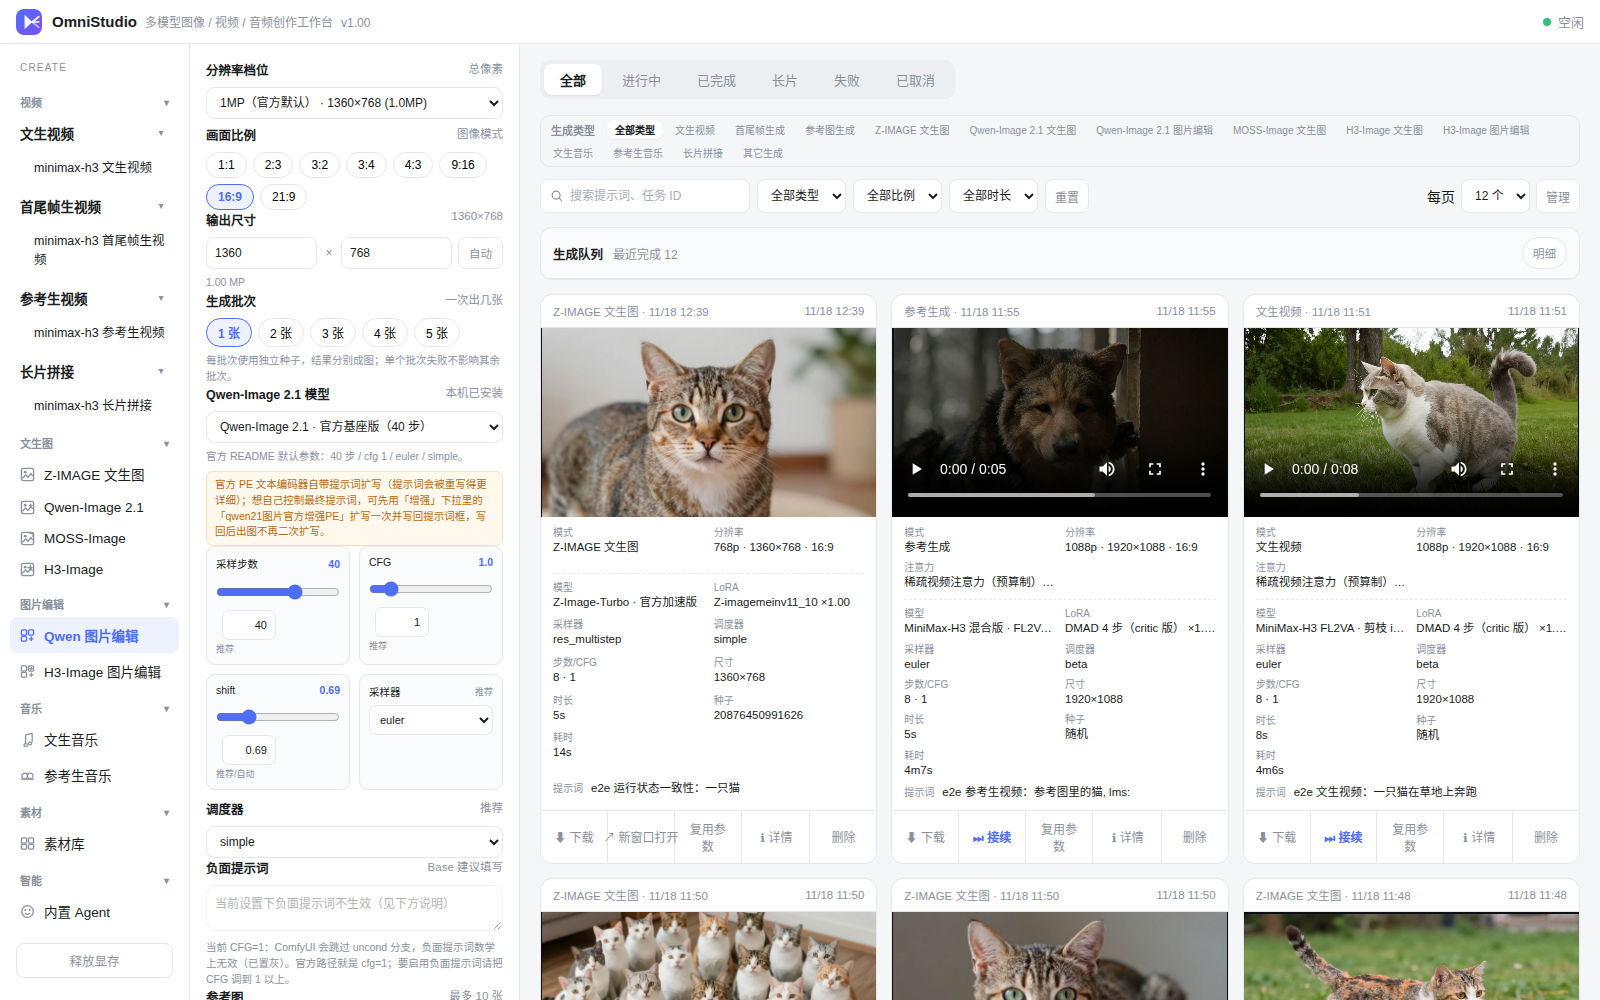 OmniStudio 多模型图像 / 视频 / 音频创作工作台 v1.00
空闲
CREATE
视频
文生视频
minimax-h3 文生视频
首尾帧生视频
minimax-h3 首尾帧生视
频
参考生视频
minimax-h3 参考生视频
长片拼接
minimax-h3 长片拼接
文生图
Z-IMAGE 文生图
Qwen-Image 2.1
MOSS-Image
H3-Image
图片编辑
Qwen 图片编辑
H3-Image 图片编辑
音乐
文生音乐
参考生音乐
素材
素材库
智能
内置 Agent
释放显存
分辨率档位 总像素
1MP（官方默认） · 1360×768 (1.0MP)
画面比例 图像模式
1:1 2:3 3:2 3:4 4:3 9:16
16:9 21:9
输出尺寸 1360×768
1360 × 768 自动
1.00 MP
生成批次 一次出几张
1 张 2 张 3 张 4 张 5 张
每批次使用独立种子，结果分别成图；单个批次失败不影响其余
批次。
Qwen-Image 2.1 模型 本机已安装
Qwen-Image 2.1 · 官方基座版（40 步）
官方 README 默认参数：40 步 / cfg 1 / euler / simple。
官方 PE 文本编码器自带提示词扩写（提示词会被重写得更
详细）；想自己控制最终提示词，可先用「增强」下拉里的
「qwen21图片官方增强PE」扩写一次并写回提示词框，写
回后出图不再二次扩写。
采样步数 40
40
推荐
CFG 1.0
1
推荐
shift 0.69
0.69
推荐/自动
采样器 推荐
euler
调度器 推荐
simple
负面提示词 Base 建议填写
当前设置下负面提示词不生效（见下方说明）
当前 CFG=1：ComfyUI 会跳过 uncond 分支，负面提示词数学
上无效（已置灰）。官方路径就是 cfg=1；要启用负面提示词请把
CFG 调到 1 以上。
参考图 最多 10 张
全部 进行中 已完成 长片 失败 已取消
生成类型 全部类型 文生视频 首尾帧生成 参考图生成 Z-IMAGE 文生图 Qwen-Image 2.1 文生图 Qwen-Image 2.1 图片编辑 MOSS-Image 文生图 H3-Image 文生图 H3-Image 图片编辑
文生音乐 参考生音乐 长片拼接 其它生成
搜索提示词、任务 ID 全部类型 全部比例 全部时长 重置 每页 12 个 管理
生成队列 最近完成 12 明细
Z-IMAGE 文生图 · 11/18 12:39 11/18 12:39
模式 分辨率
Z-IMAGE 文生图 768p · 1360×768 · 16:9
模型 LoRA
Z-Image-Turbo · 官方加速版 Z-imagemeinv11_10 ×1.00
采样器 调度器
res_multistep simple
步数/CFG 尺寸
8 · 1 1360×768
时长 种子
5s 20876450991626
耗时
14s
提示词 e2e 运行状态一致性：一只猫
下载 新窗口打开 复用参数 详情 删除
参考生成 · 11/18 11:55 11/18 11:55
0:00 / 0:05
模式 分辨率
参考生成 1088p · 1920×1088 · 16:9
注意力
稀疏视频注意力（预算制） …
模型 LoRA
MiniMax-H3 混合版 · FL2V… DMAD 4 步（critic 版） ×1.…
采样器 调度器
euler beta
步数/CFG 尺寸
8 · 1 1920×1088
时长 种子
5s 随机
耗时
4m7s
提示词 e2e 参考生视频：参考图里的猫, lms:
下载 接续 复用参数 详情 删除
文生视频 · 11/18 11:51 11/18 11:51
0:00 / 0:08
模式 分辨率
文生视频 1088p · 1920×1088 · 16:9
注意力
稀疏视频注意力（预算制） …
模型 LoRA
MiniMax-H3 FL2VA · 剪枝 i… DMAD 4 步（critic 版） ×1.…
采样器 调度器
euler beta
步数/CFG 尺寸
8 · 1 1920×1088
时长 种子
8s 随机
耗时
4m6s
提示词 e2e 文生视频：一只猫在草地上奔跑
下载 接续 复用参数 详情 删除
Z-IMAGE 文生图 · 11/18 11:50 11/18 11:50
Z-IMAGE 文生图 · 11/18 11:50 11/18 11:50
Z-IMAGE 文生图 · 11/18 11:48 11/18 11:48